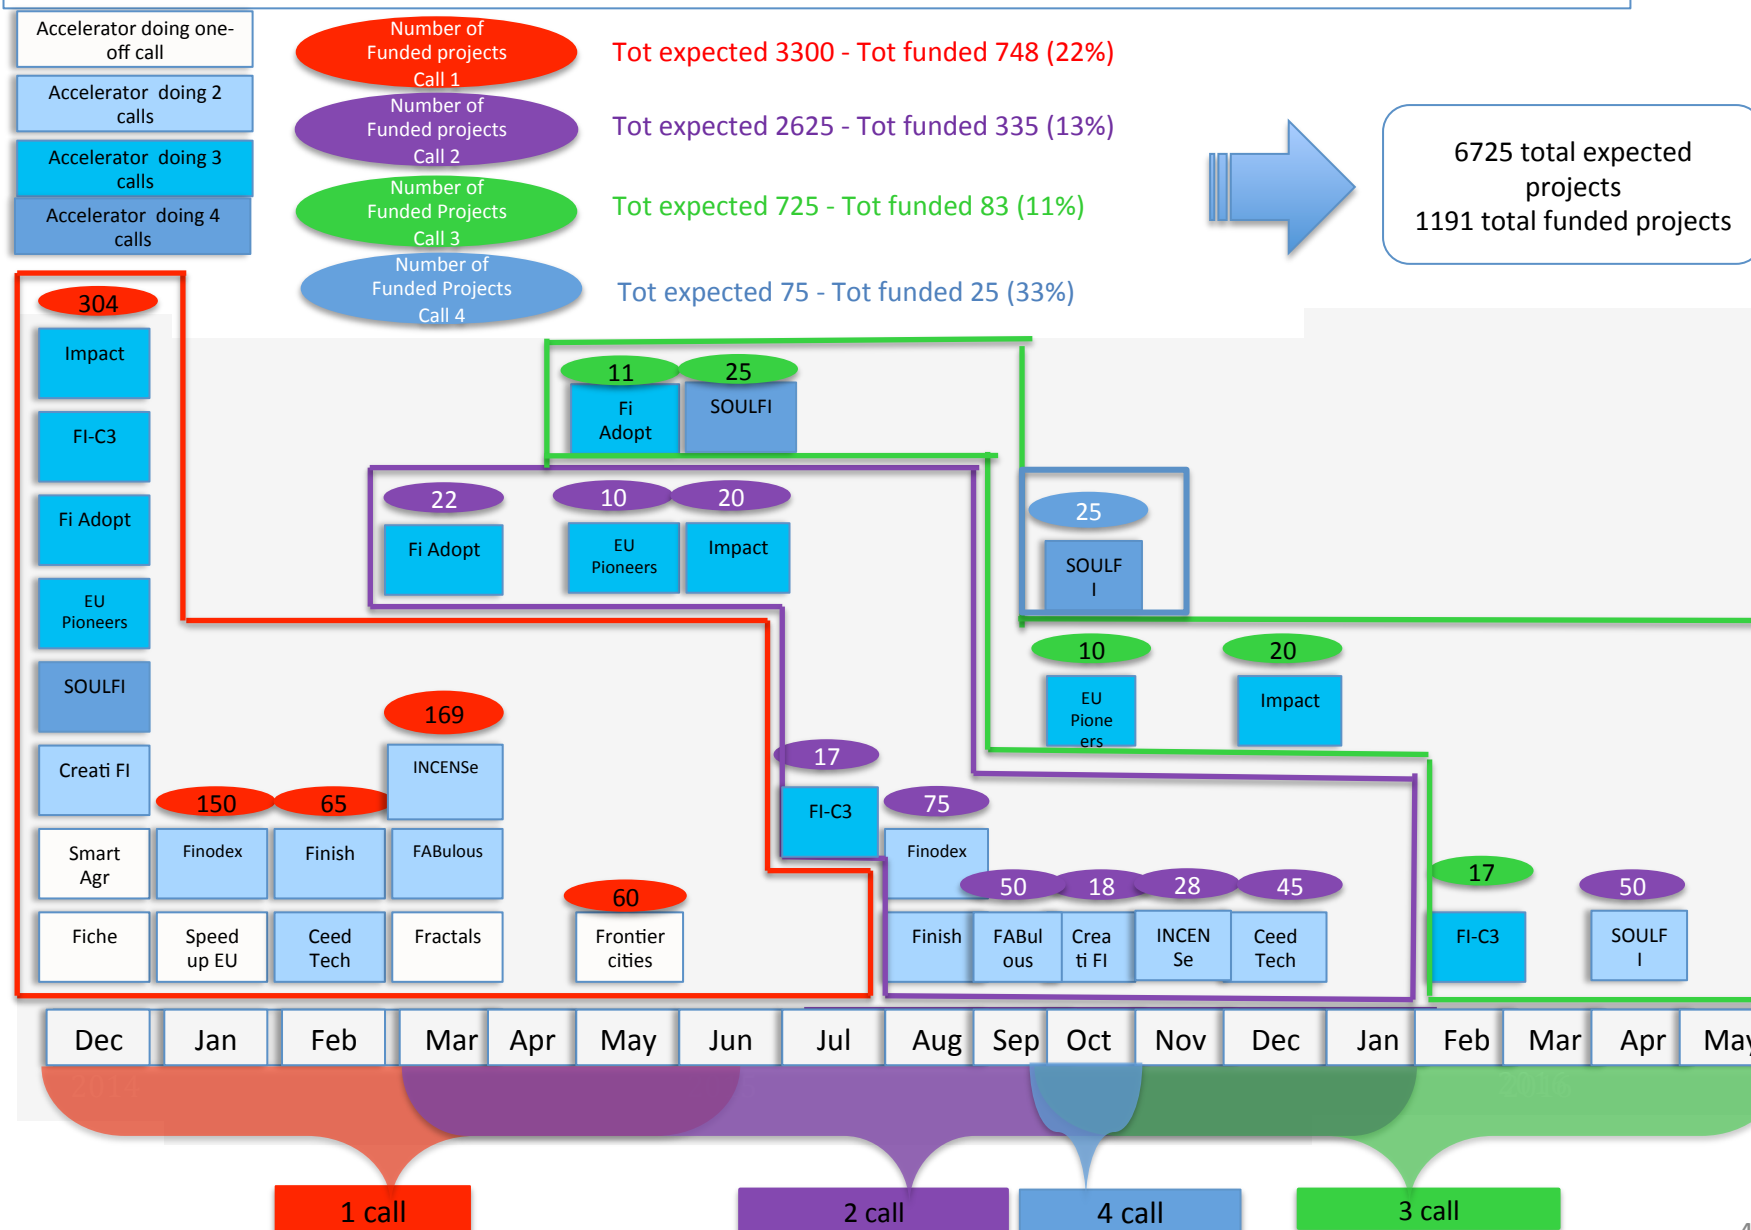 Accelerator doing one-
off call
Accelerator doing 2
calls
Accelerator doing 3
calls
Accelerator doing 4
calls
Number of
Funded projects
Call 1
Number of
Funded projects
Call 2
Number of
Funded Projects
Call 3
Number of
Funded Projects
Call 4
Tot expected 3300 - Tot funded 748 (22%)
Tot expected 2625 - Tot funded 335 (13%)
Tot expected 725 - Tot funded 83 (11%)
Tot expected 75 - Tot funded 25 (33%)
6725 total expected
projects
1191 total funded projects
304
Impact
FI-C3
Fi Adopt
EU
Pioneers
SOULFI
Creati FI
Smart
Agr
Fiche
150
Finodex
Speed
up EU
65
Finish
Ceed
Tech
169
INCENSe
FABulous
Fractals
60
Frontier
cities
11
Fi
Adopt
25
SOULFI
22
Fi Adopt
10
EU
Pioneers
20
Impact
25
SOULF
I
10
EU
Pione
ers
20
Impact
17
FI-C3
75
Finodex
Finish
50
FABul
ous
18
Crea
ti FI
28
INCEN
Se
45
Ceed
Tech
17
FI-C3
50
SOULF
I
Dec Jan Feb Mar Apr May Jun Jul Aug Sep Oct Nov Dec Jan Feb Mar Apr May
2014
2016
1 call
2 call
4 call
3 call